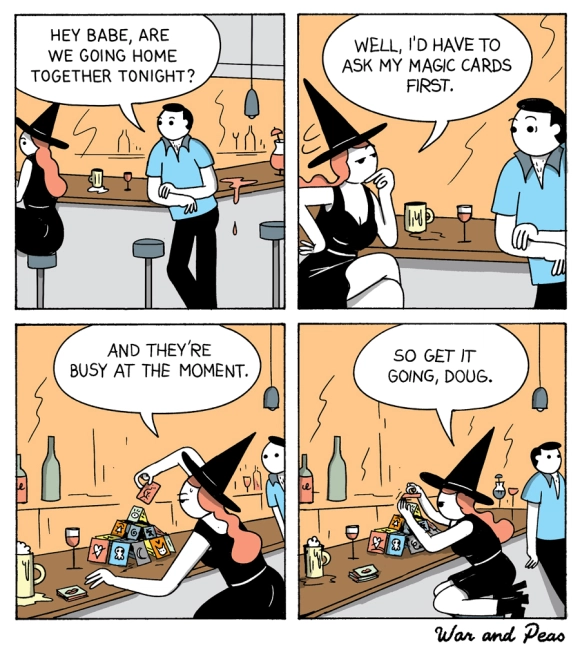 HEY BABE, ARE
WE GOING HOME
TOGETHER TONIGHT?
WELL, I'D HAVE TO
ASK MY MAGIC CARDS
FIRST.
AND THEY'RE
BUSY AT THE MOMENT.
SO GET IT
GOING, DOUG.
War and Peas